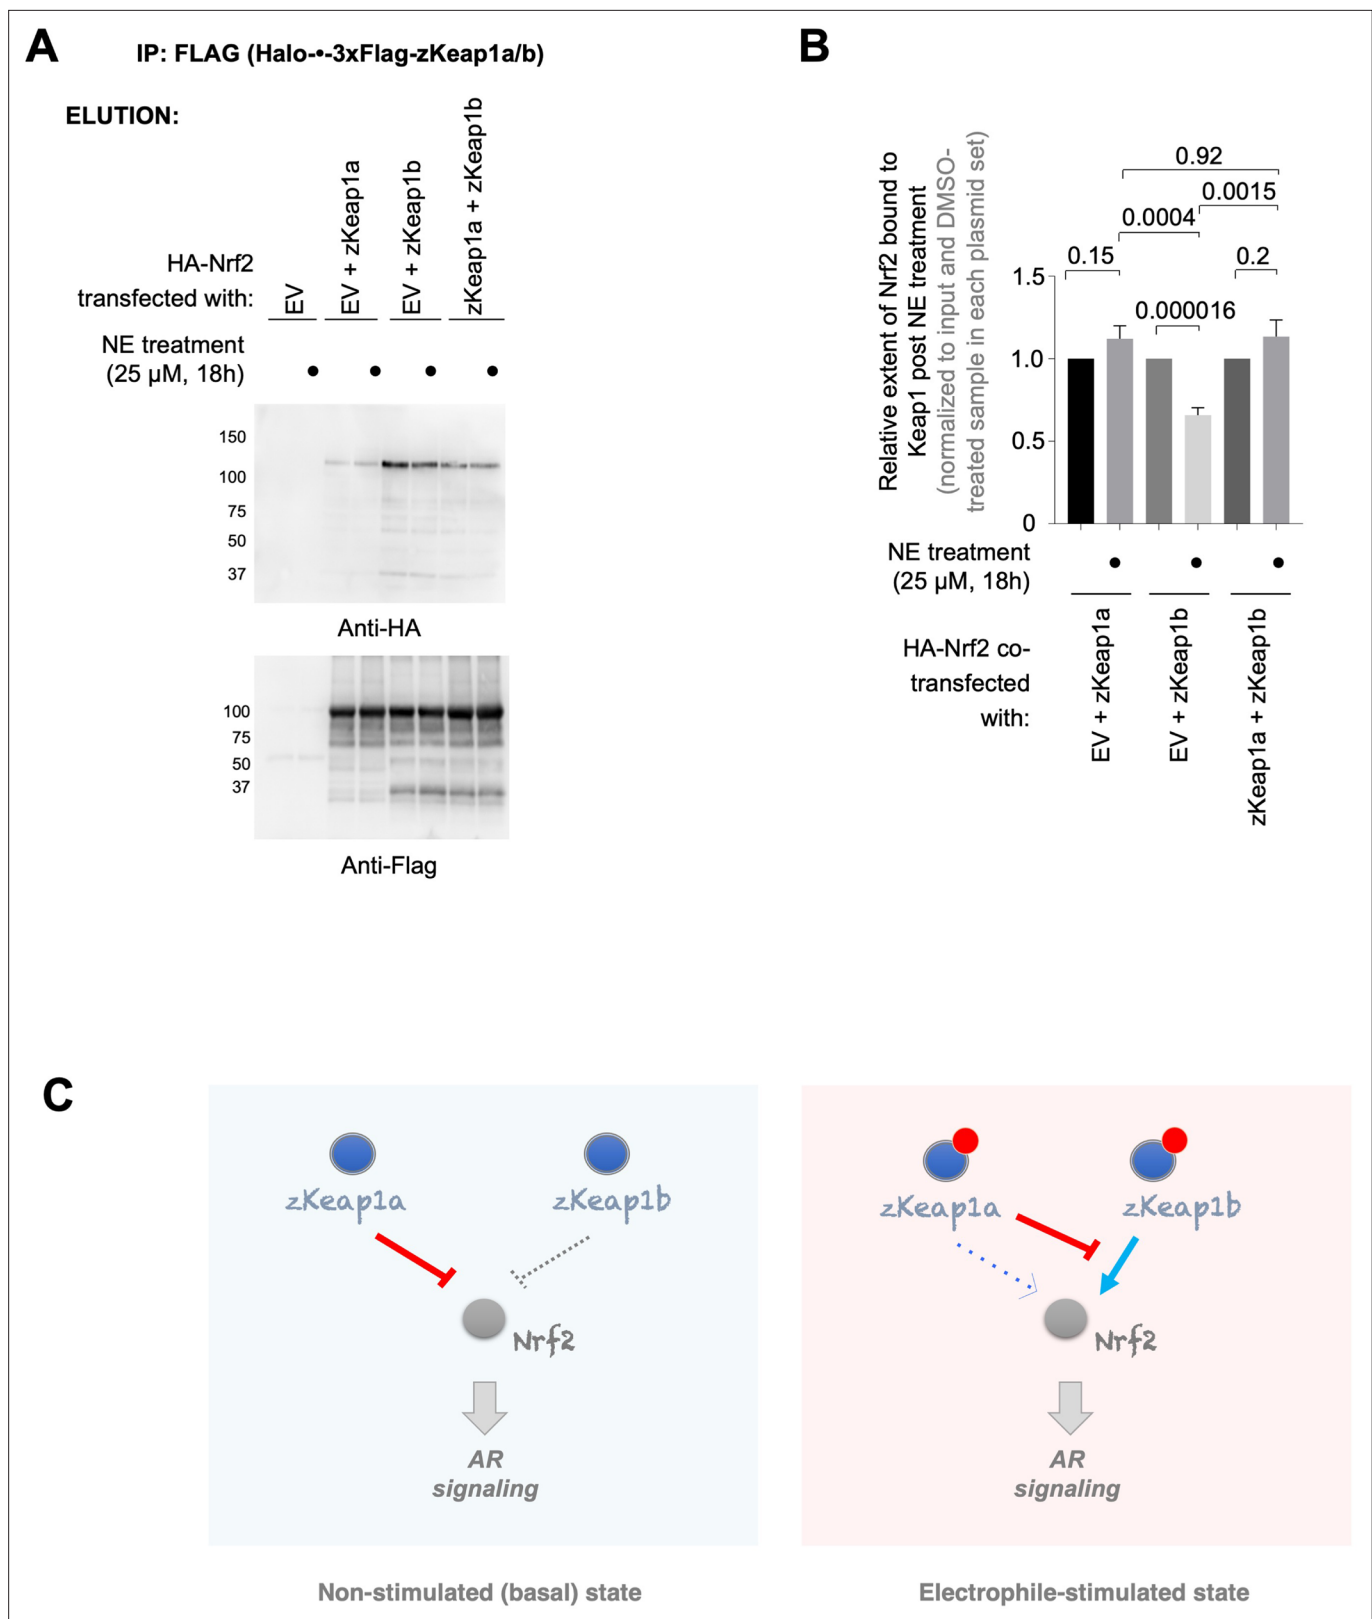 A
IP: FLAG (Halo-•-3xFlag-zKeap1a/b)
ELUTION:
HA-Nrf2
transfected with:
EV
EV + zKeap1a
EV + zKeap1b
zKeap1a + zKeap1b
NE treatment
(25 µM, 18h)
150
100
75
50
37
Anti-HA
100
75
50
37
Anti-Flag
B
Relative extent of Nrf2 bound to
Keap1 post NE treatment
(normalized to input and DMSO-
treated sample in each plasmid set)
0.92
0.0015
0.0004
0.15
0.2
0.000016
1.5
1.0
0.5
0
NE treatment
(25 µM, 18h)
HA-Nrf2 co-
transfected
with:
EV + zKeap1a
EV + zKeap1b
zKeap1a + zKeap1b
C
zKeap1a
zKeap1b
Nrf2
AR
signaling
Non-stimulated (basal) state
zKeap1a
zKeap1b
Nrf2
AR
signaling
Electrophile-stimulated state